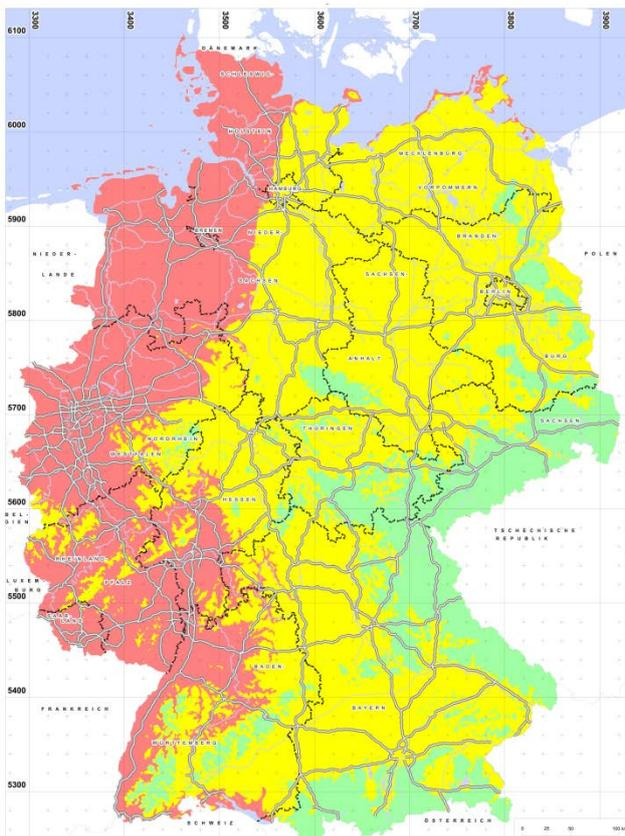 3300 3400 3500 3600 3700 3800 3900
6100
DÄNEMARK
SCHLESWIG-
6000
HOLSTEIN
MECKLENBURG
VORPOMMERN
HAMBURG
5900
BREMEN
NIEDER-
BRANDEN-
NIEDER-
LANDE
SACHSEN
SACHSEN-
POLEN
BERLIN
5800
ANHALT
BURG
5700
SACHSEN
NORDRHEIN
THÜRINGEN
WESTFALEN
5600
HESSEN
BEL-
GIEN
TSCHECHISCHE
REPUBLIK
RHEINLAND-
PFALZ
LUXEM
BURG
5500
SAAR-
LAND
BADEN-
5400
FRANKREICH
BAYERN
WÜRTTEMBERG
5300
SCHWEIZ
ÖSTERREICH
0 25 50 100 km